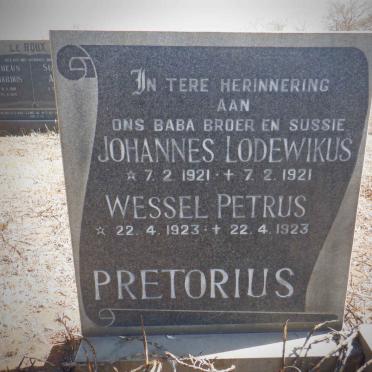 LE ROUX
IN TERE HERINNERING
AAN
ONS BABA BROER EN SUSSIE
JOHANNES LODEWIKUS
☆ 7. 2. 1921 · + 7. 2. 1921
WESSEL PETRUS
☆ 22. 4. 1923 · + 22. 4. 1923
PRETORIUS